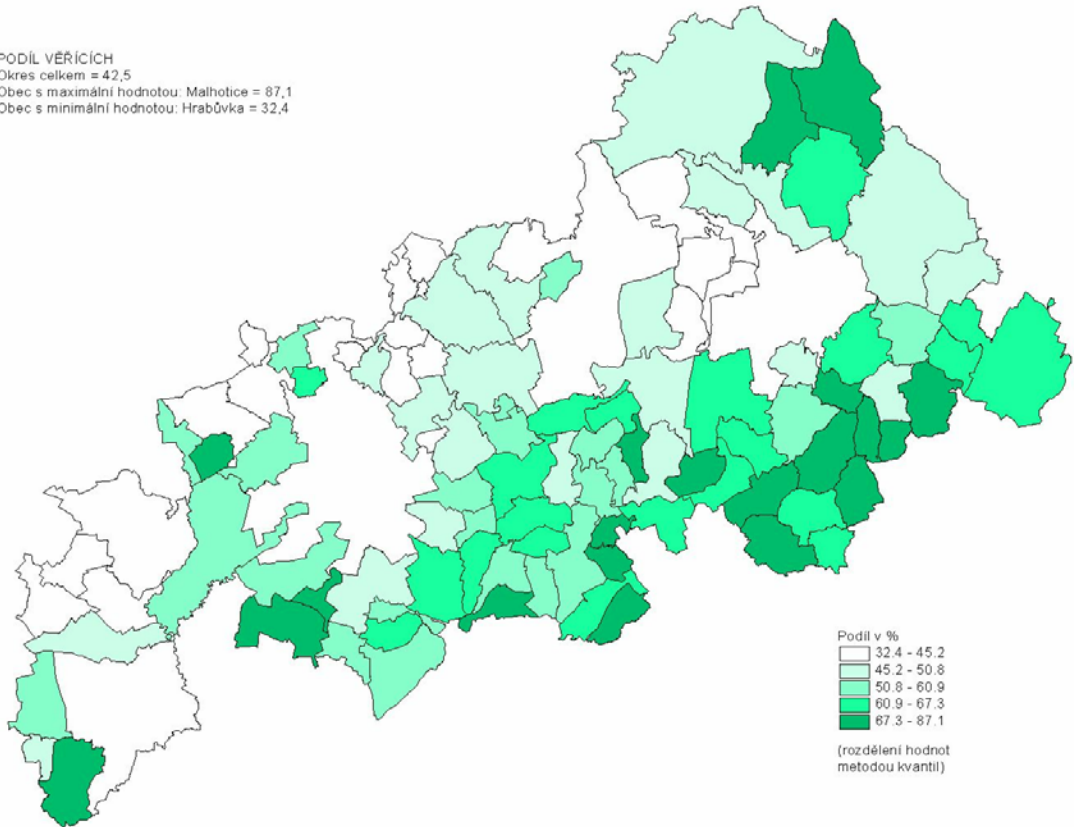 PODÍL VĚŘÍCÍCH
Okres celkem = 42,5
Obec s maximální hodnotou: Malhotice = 87,1
Obec s minimální hodnotou: Hrabůvka = 32,4
Podíl v %
32.4 - 45.2
45.2 - 50.8
50.8 - 60.9
60.9 - 67.3
67.3 - 87.1
(rozdělení hodnot
metodou kvantil)